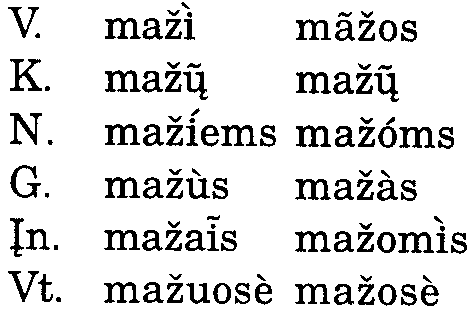 V. mažì mãžos
K. mažų̃ mažų̃
N. mažíems mažóms
G. mažùs mažàs
Įn. mažaĩs mažomìs
Vt. mažuosè mažosè